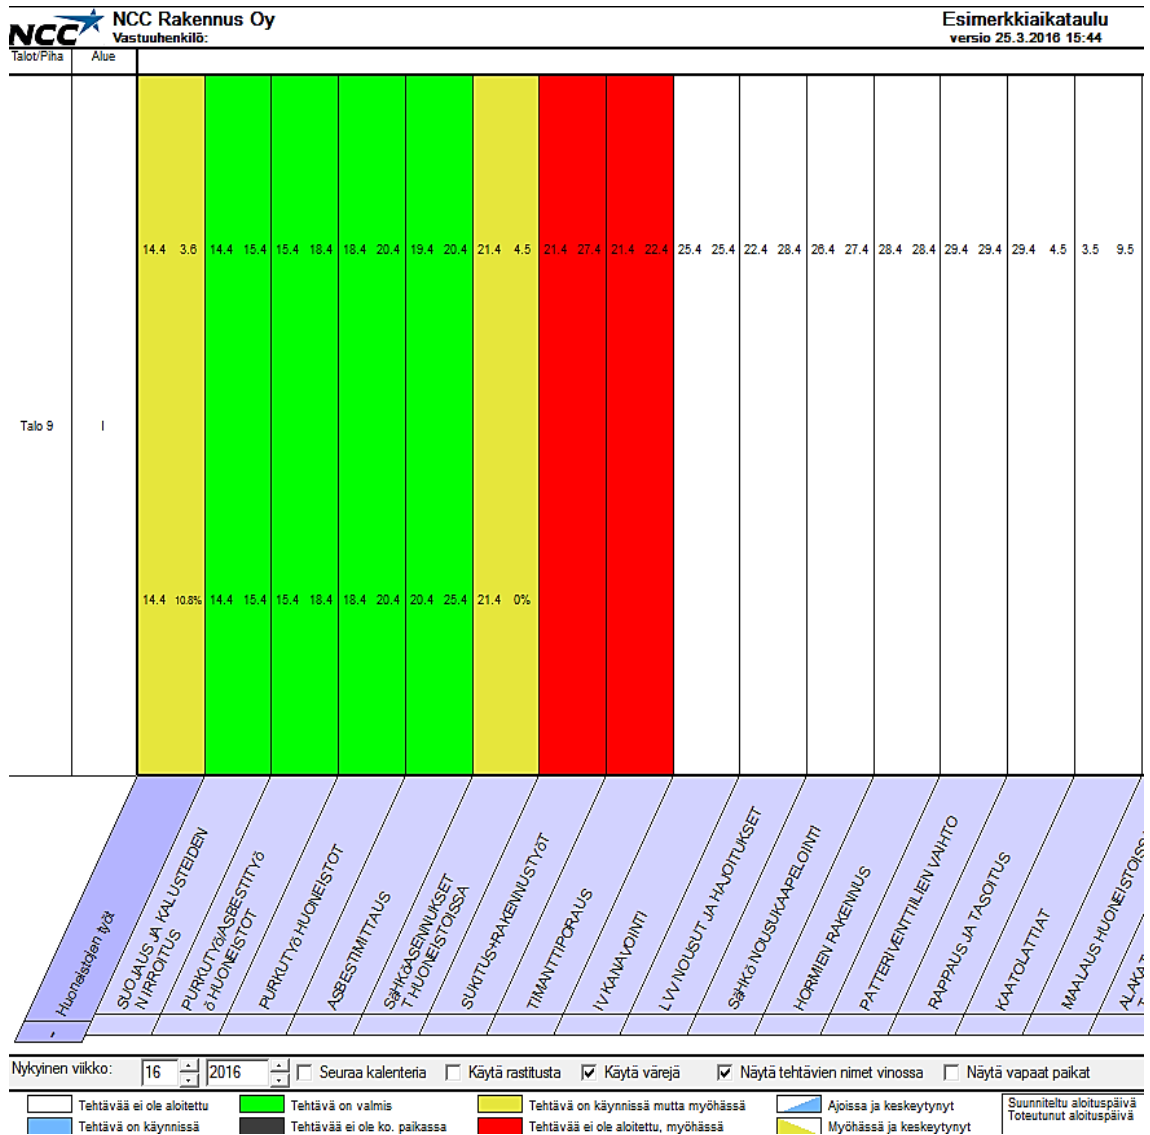 NCC
NCC Rakennus Oy
Vastuuhenkilö:
Esimerkkiaikataulu
versio 25.3.2016 15:44
Talot/Piha Alue
14.4 3.6 14.4 15.4 15.4 18.4 18.4 20.4 19.4 20.4 21.4 4.5 21.4 27.4 21.4 22.4 25.4 25.4 22.4 28.4 26.4 27.4 28.4 28.4 29.4 29.4 29.4 4.5 3.5 9.5
Talo 9 I
14.4 10.8% 14.4 15.4 15.4 18.4 18.4 20.4 20.4 25.4 21.4 0%
- Huoneistojen työt
SUOJAUS JA KALUSTEIDEN
N IRROITUS
PURKUTYö/ASBESTITYö
ö HUONEISTOT
PURKUTYö HUONEISTOT
ASBESTIMITTAUS
SäHKöASENNUKSET
T HUONEISTOISSA
SUKITUS+RAKENNUSTYöT
TIMANTTIPORAUS
IV KANAVOINTI
LVV NOUSUT JA HAJOITUKSET
SäHKö NOUSUKAAPELOINTI
HORMIEN RAKENNUS
PATTERIVENTTIILIEN VAIHTO
RAPPAUS JA TASOITUS
KAATOLATTIAT
MAALAUS HUONEISTOISS
ALAKA
Nykyinen viikko: 16 2016 Seuraa kalenteria Käytä rastitusta Käytä värejä Näytä tehtävien nimet vinossa Näytä vapaat paikat
Tehtävää ei ole aloitettu Tehtävä on valmis Tehtävä on käynnissä mutta myöhässä Ajoissa ja keskeytynyt Suunniteltu aloituspäivä
Toteutunut aloituspäivä
Tehtävä on käynnissä Tehtävää ei ole ko. paikassa Tehtävää ei ole aloitettu, myöhässä Myöhässä ja keskeytynyt